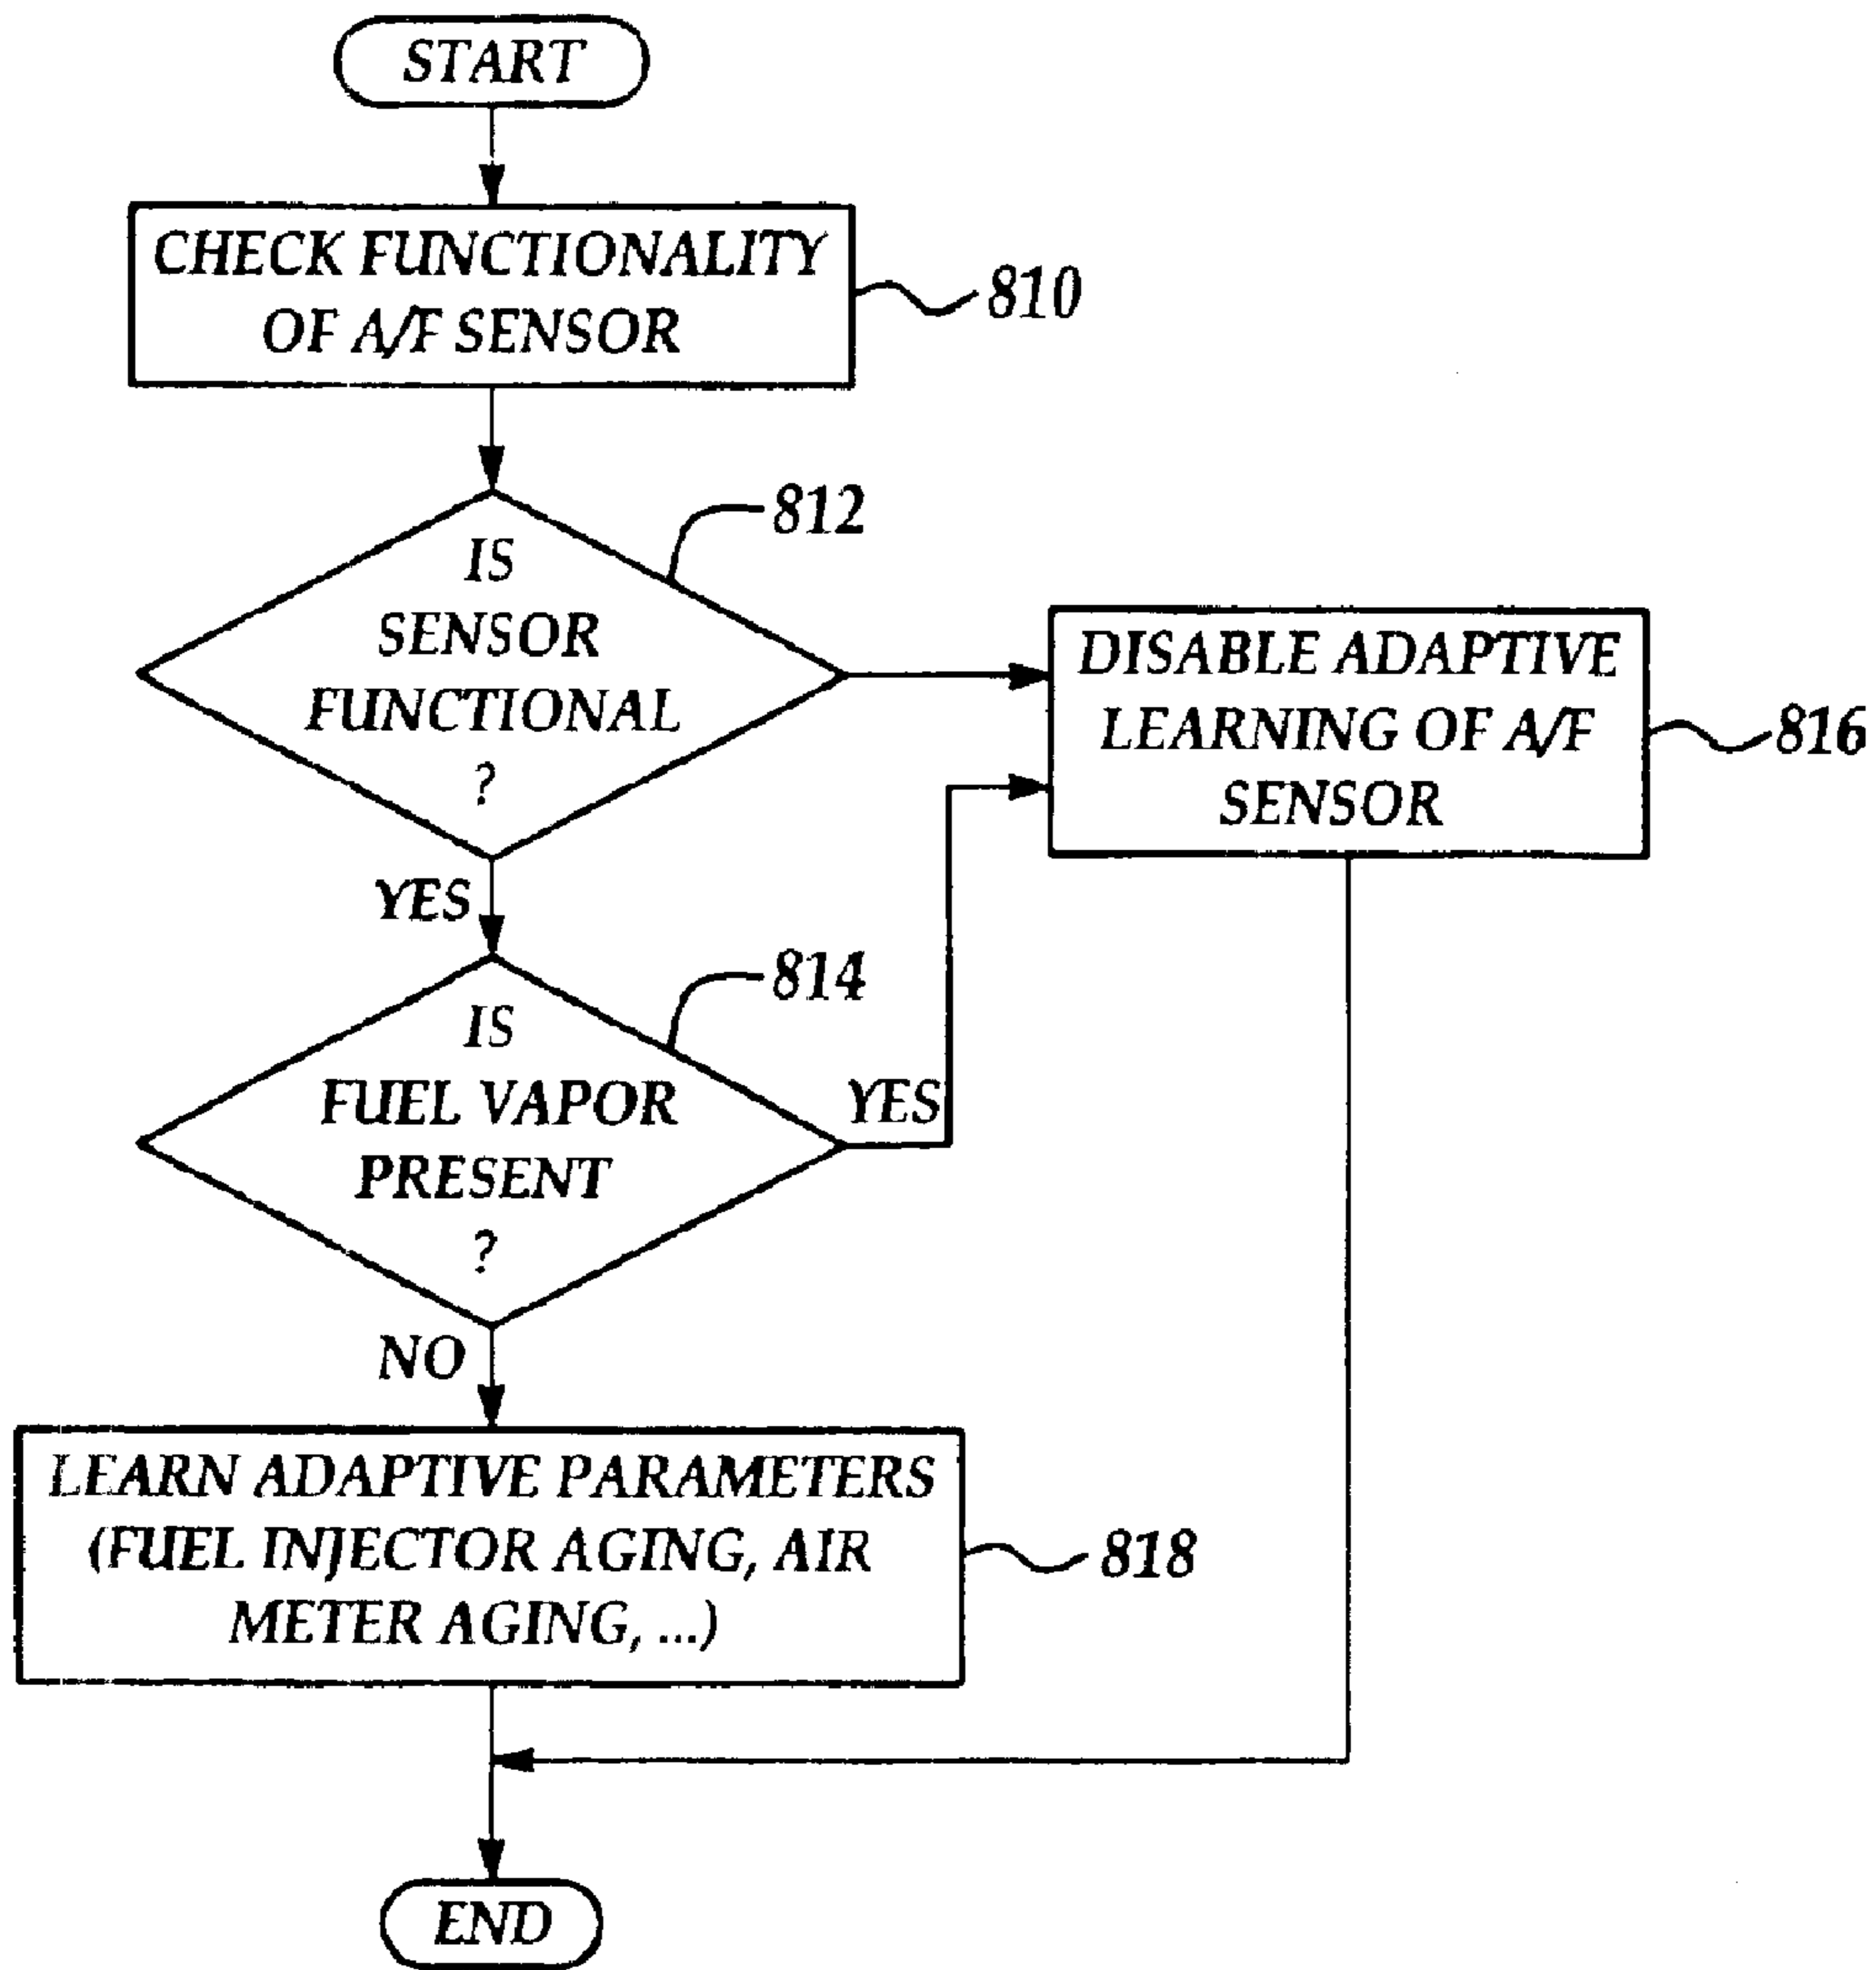 START
CHECK FUNCTIONALITY
OF A/F SENSOR
810
812
IS
SENSOR
FUNCTIONAL
?
DISABLE ADAPTIVE
LEARNING OF A/F
SENSOR
816
YES
814
IS
FUEL VAPOR
PRESENT
?
YES
NO
LEARN ADAPTIVE PARAMETERS
(FUEL INJECTOR AGING, AIR
METER AGING, ...)
818
END